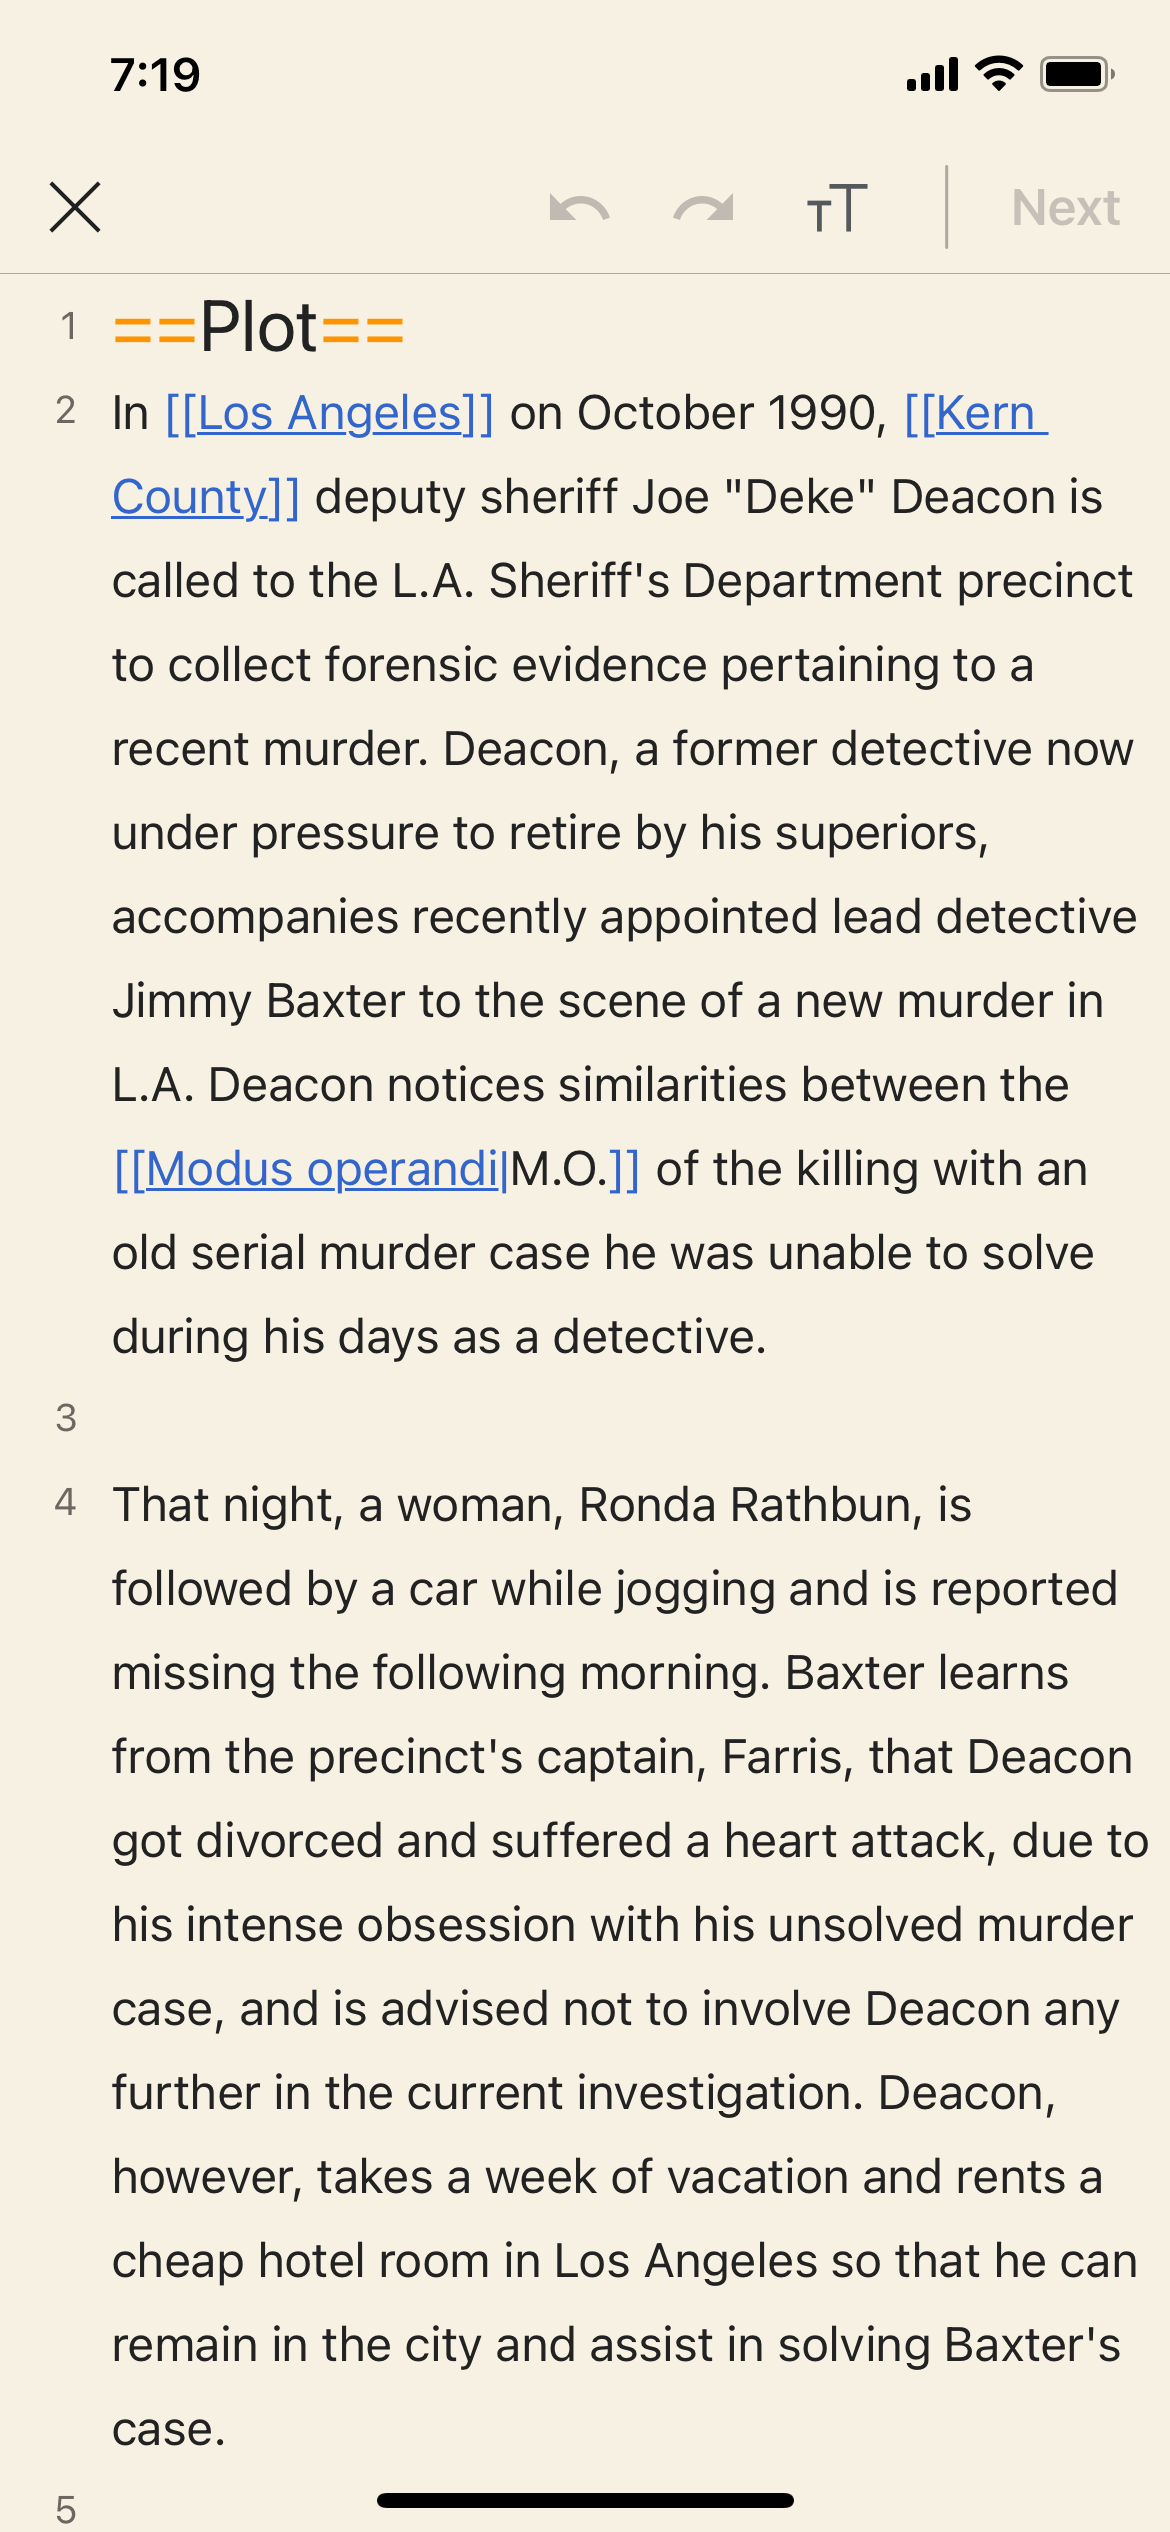 7:19
Next
1 ==Plot==
2 In [[Los Angeles]] on October 1990, [[Kern
County]] deputy sheriff Joe "Deke" Deacon is
called to the L.A. Sheriff's Department precinct
to collect forensic evidence pertaining to a
recent murder. Deacon, a former detective now
under pressure to retire by his superiors,
accompanies recently appointed lead detective
Jimmy Baxter to the scene of a new murder in
L.A. Deacon notices similarities between the
[[Modus operandi|M.O.]] of the killing with an
old serial murder case he was unable to solve
during his days as a detective.
3
4 That night, a woman, Ronda Rathbun, is
followed by a car while jogging and is reported
missing the following morning. Baxter learns
from the precinct's captain, Farris, that Deacon
got divorced and suffered a heart attack, due to
his intense obsession with his unsolved murder
case, and is advised not to involve Deacon any
further in the current investigation. Deacon,
however, takes a week of vacation and rents a
cheap hotel room in Los Angeles so that he can
remain in the city and assist in solving Baxter's
case.
5